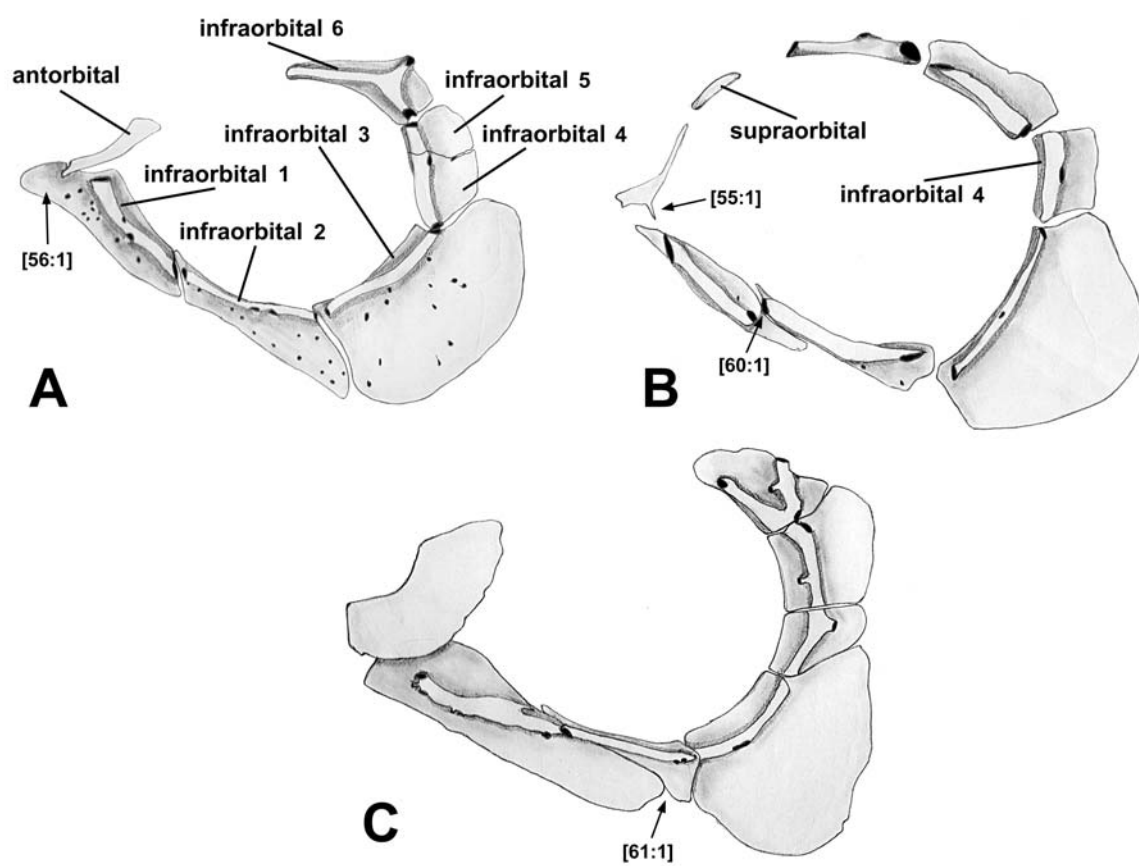 infraorbital 6
antorbital
infraorbital 5
infraorbital 3
infraorbital 4
infraorbital 1
infraorbital 2
[56:1]
A
supraorbital
[55:1]
infraorbital 4
[60:1]
B
C
[61:1]